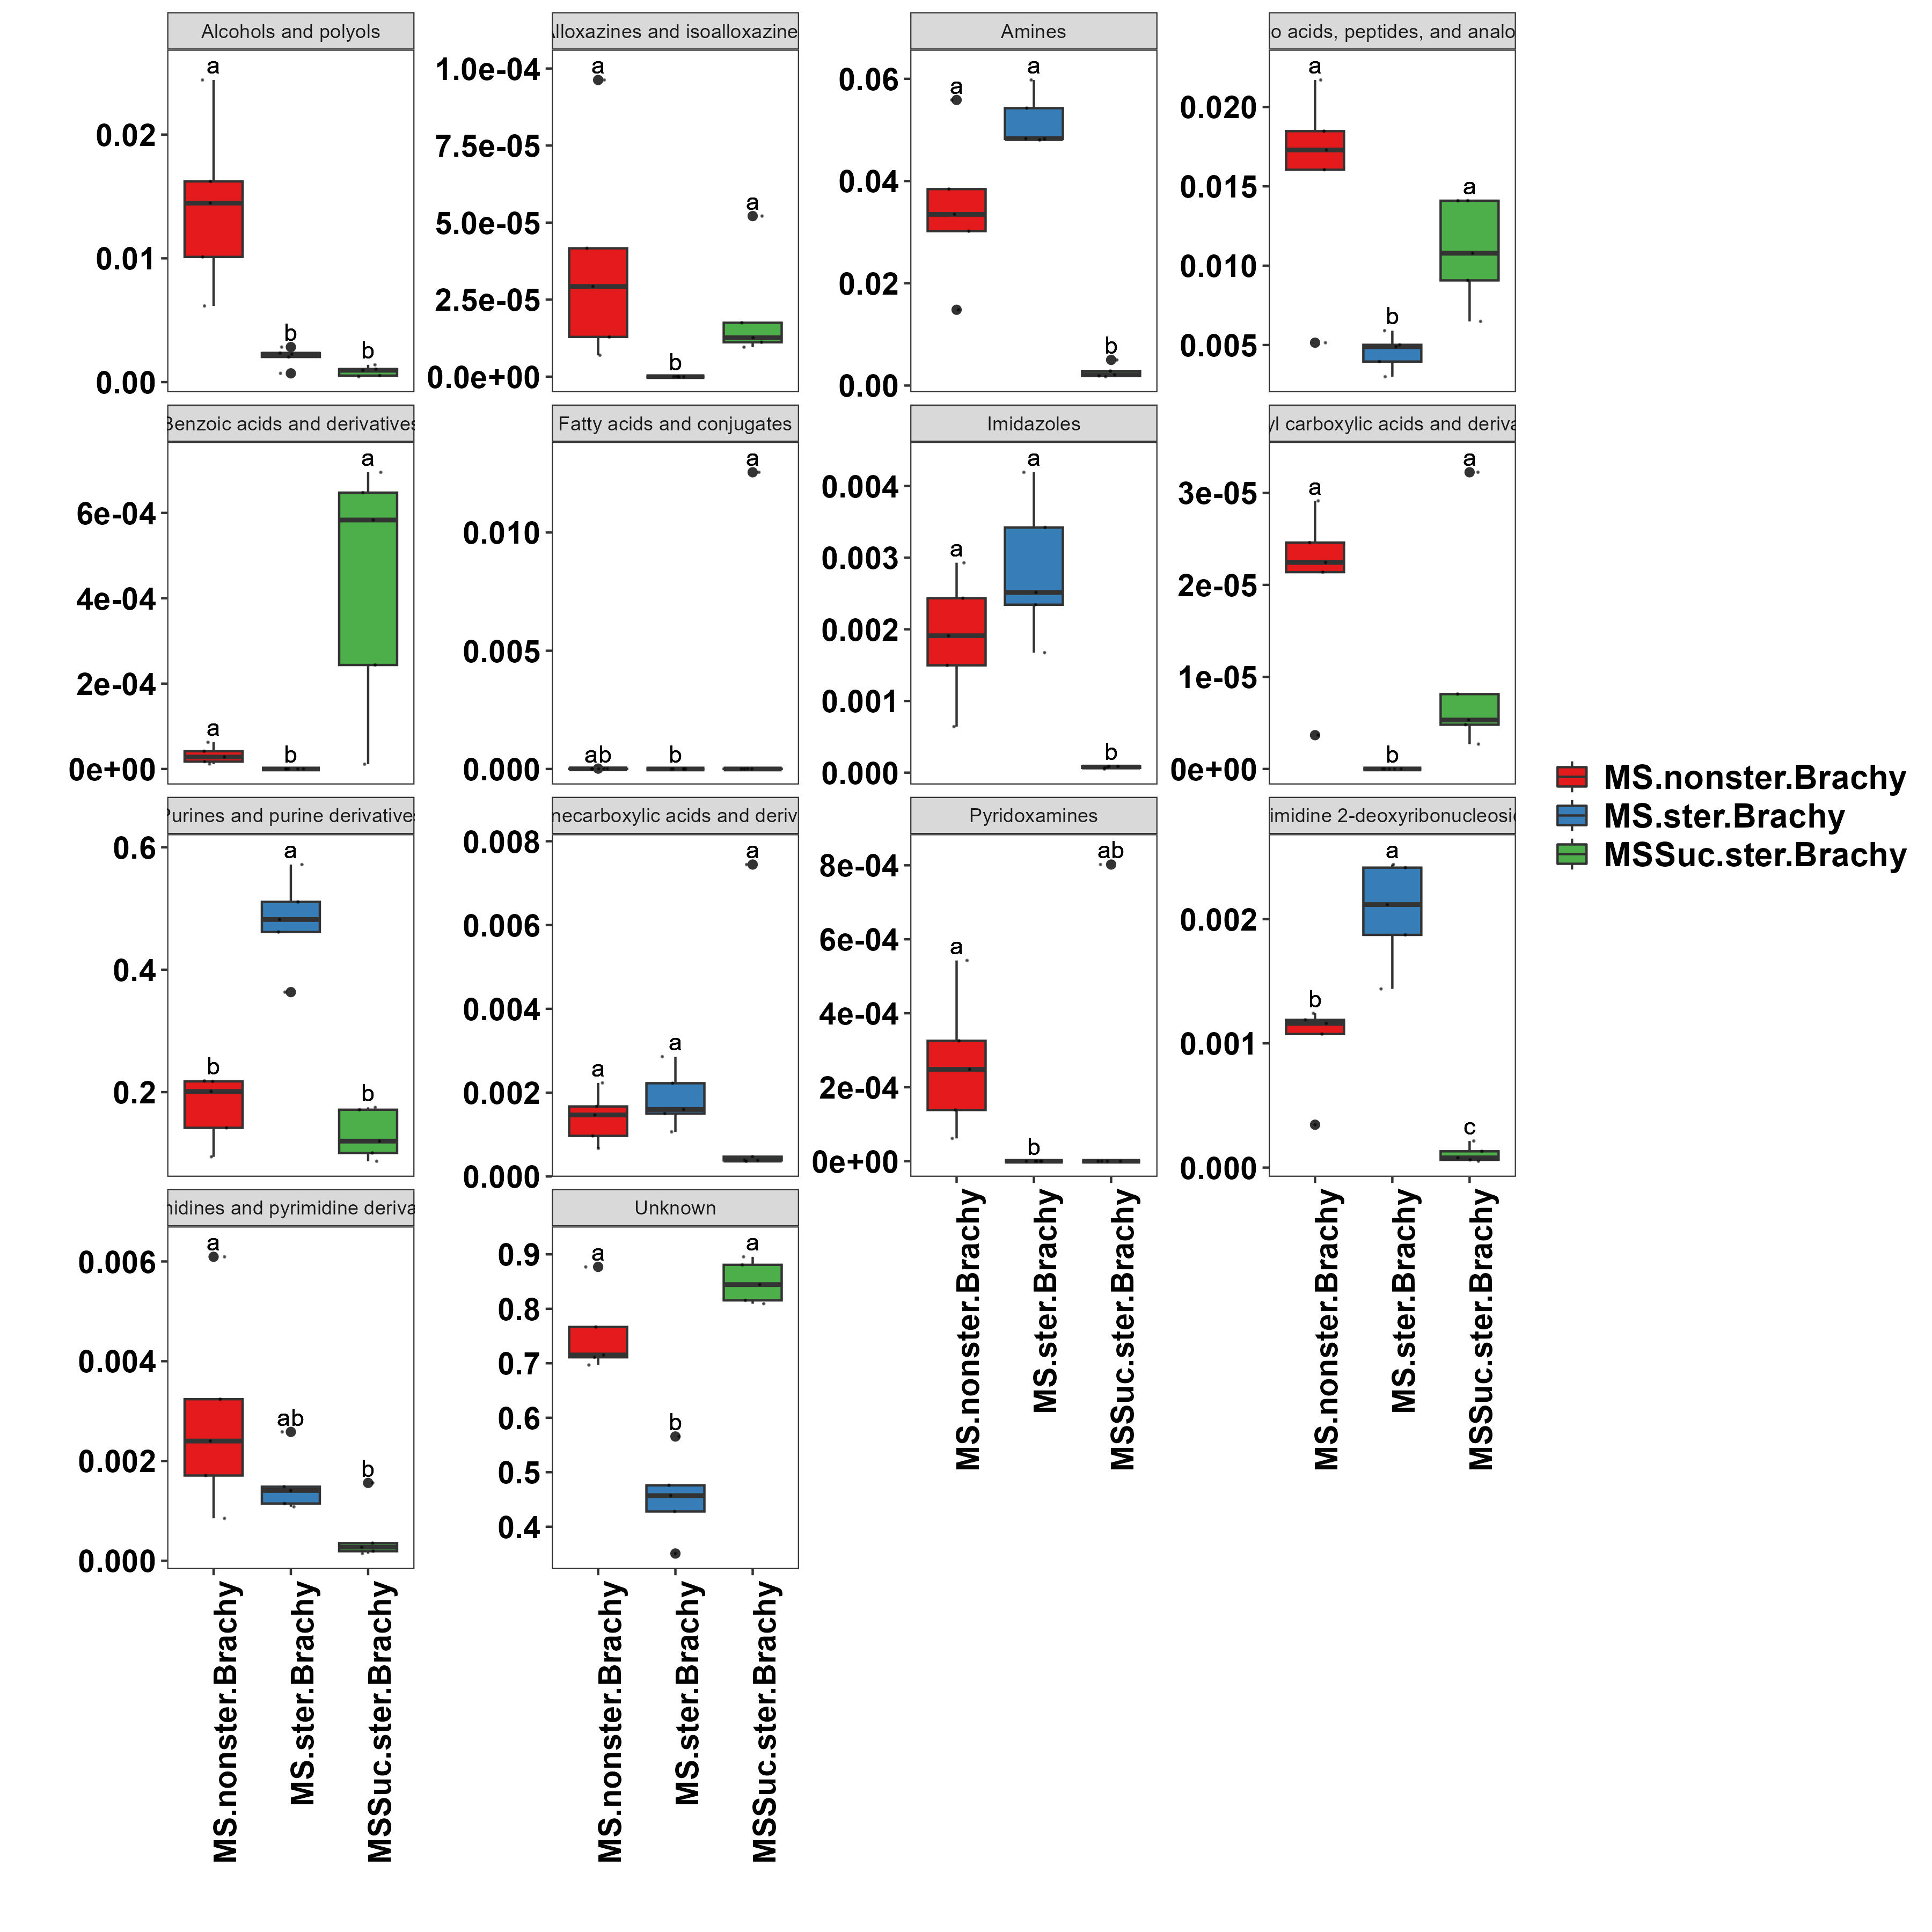 Alcohols and polyols
lloxazines and isoalloxazine
Amines
o acids, peptides, and analo
a
b
b
0.02
0.01
0.00
a
b
a
1.0e-04
7.5e-05
5.0e-05
2.5e-05
0.0e+00
a
a
b
0.06
0.04
0.02
0.00
a
b
a
0.020
0.015
0.010
0.005
Benzoic acids and derivatives
Fatty acids and conjugates
Imidazoles
yl carboxylic acids and deriva
a
b
a
6e-04
4e-04
2e-04
0e+00
ab
b
a
0.010
0.005
0.000
a
a
b
0.004
0.003
0.002
0.001
0.000
a
b
a
3e-05
2e-05
1e-05
0e+00
Purines and purine derivatives
necarboxylic acids and deriv
Pyridoxamines
imidine 2-deoxyribonucleosid
b
a
b
0.6
0.4
0.2
a
a
a
0.008
0.006
0.004
0.002
0.000
a
b
ab
8e-04
6e-04
4e-04
2e-04
0e+00
b
a
c
0.002
0.001
0.000
MS.nonster.Brachy
MS.ster.Brachy
MSSuc.ster.Brachy
MS.nonster.Brachy
MS.ster.Brachy
MSSuc.ster.Brachy
nidines and pyrimidine deriva
Unknown
a
ab
b
0.006
0.004
0.002
0.000
a
b
a
0.9
0.8
0.7
0.6
0.5
0.4
MS.nonster.Brachy
MS.ster.Brachy
MSSuc.ster.Brachy
MS.nonster.Brachy
MS.ster.Brachy
MSSuc.ster.Brachy
MS.nonster.Brachy
MS.ster.Brachy
MSSuc.ster.Brachy